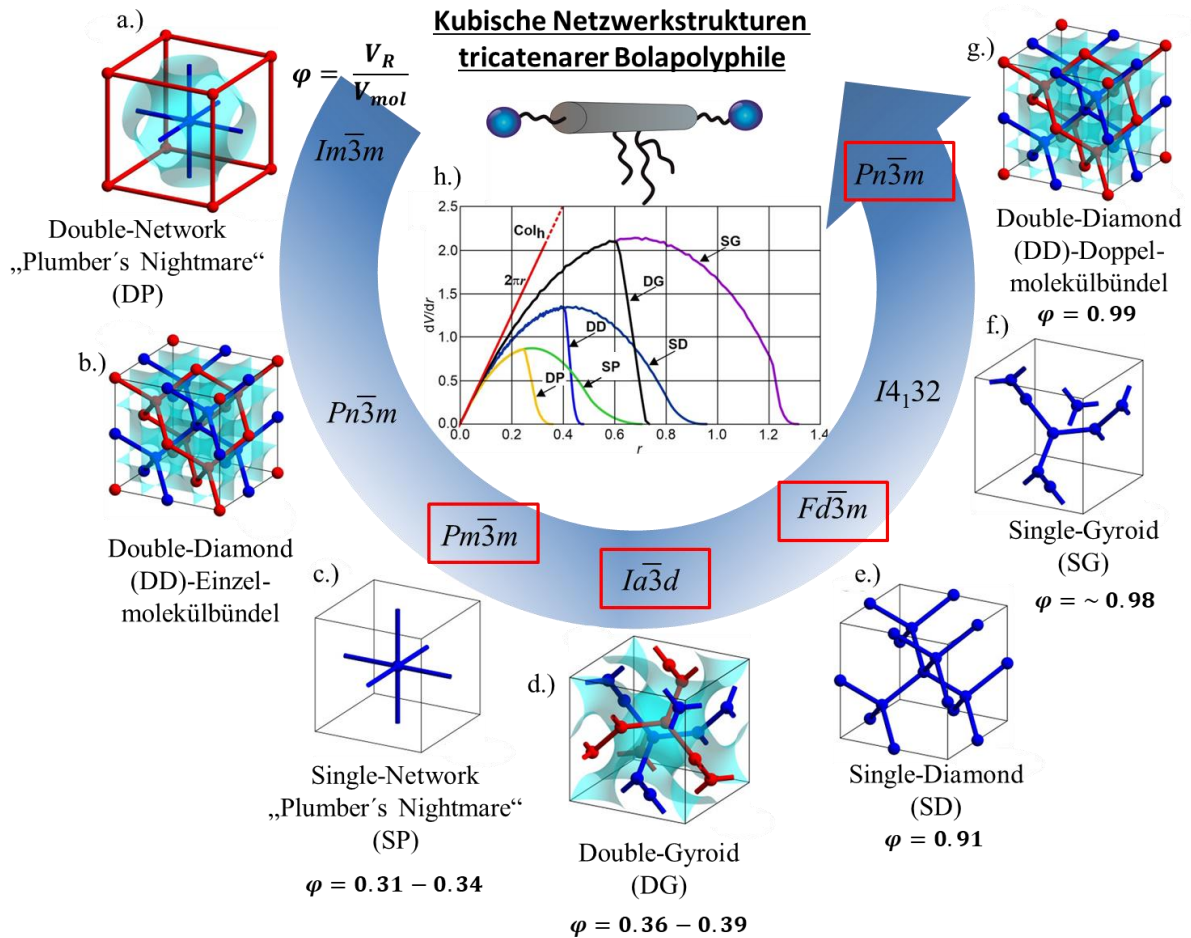 Kubische Netzwerkstrukturen
tricatenarer Bolapolyphile
a.)
φ = V_R / V_mol
Double-Network
„Plumber´s Nightmare“
(DP)
Im3̅m
b.)
Double-Diamond
(DD)-Einzel-
molekülbündel
Pn3̅m
c.)
Single-Network
„Plumber´s Nightmare“
(SP)
φ = 0.31 − 0.34
Pm3̅m
d.)
Double-Gyroid
(DG)
φ = 0.36 − 0.39
Ia3̅d
e.)
Single-Diamond
(SD)
φ = 0.91
Fd3̅m
f.)
Single-Gyroid
(SG)
φ = ~ 0.98
I4₁32
g.)
Double-Diamond
(DD)-Doppel-
molekülbündel
φ = 0.99
Pn3̅m
h.)
dV/dr
2.5
2.0
1.5
1.0
0.5
0.0
0.0 0.2 0.4 0.6 0.8 1.0 1.2 1.4
r
Colh
2πr
SG
DG
DD
SD
SP
DP